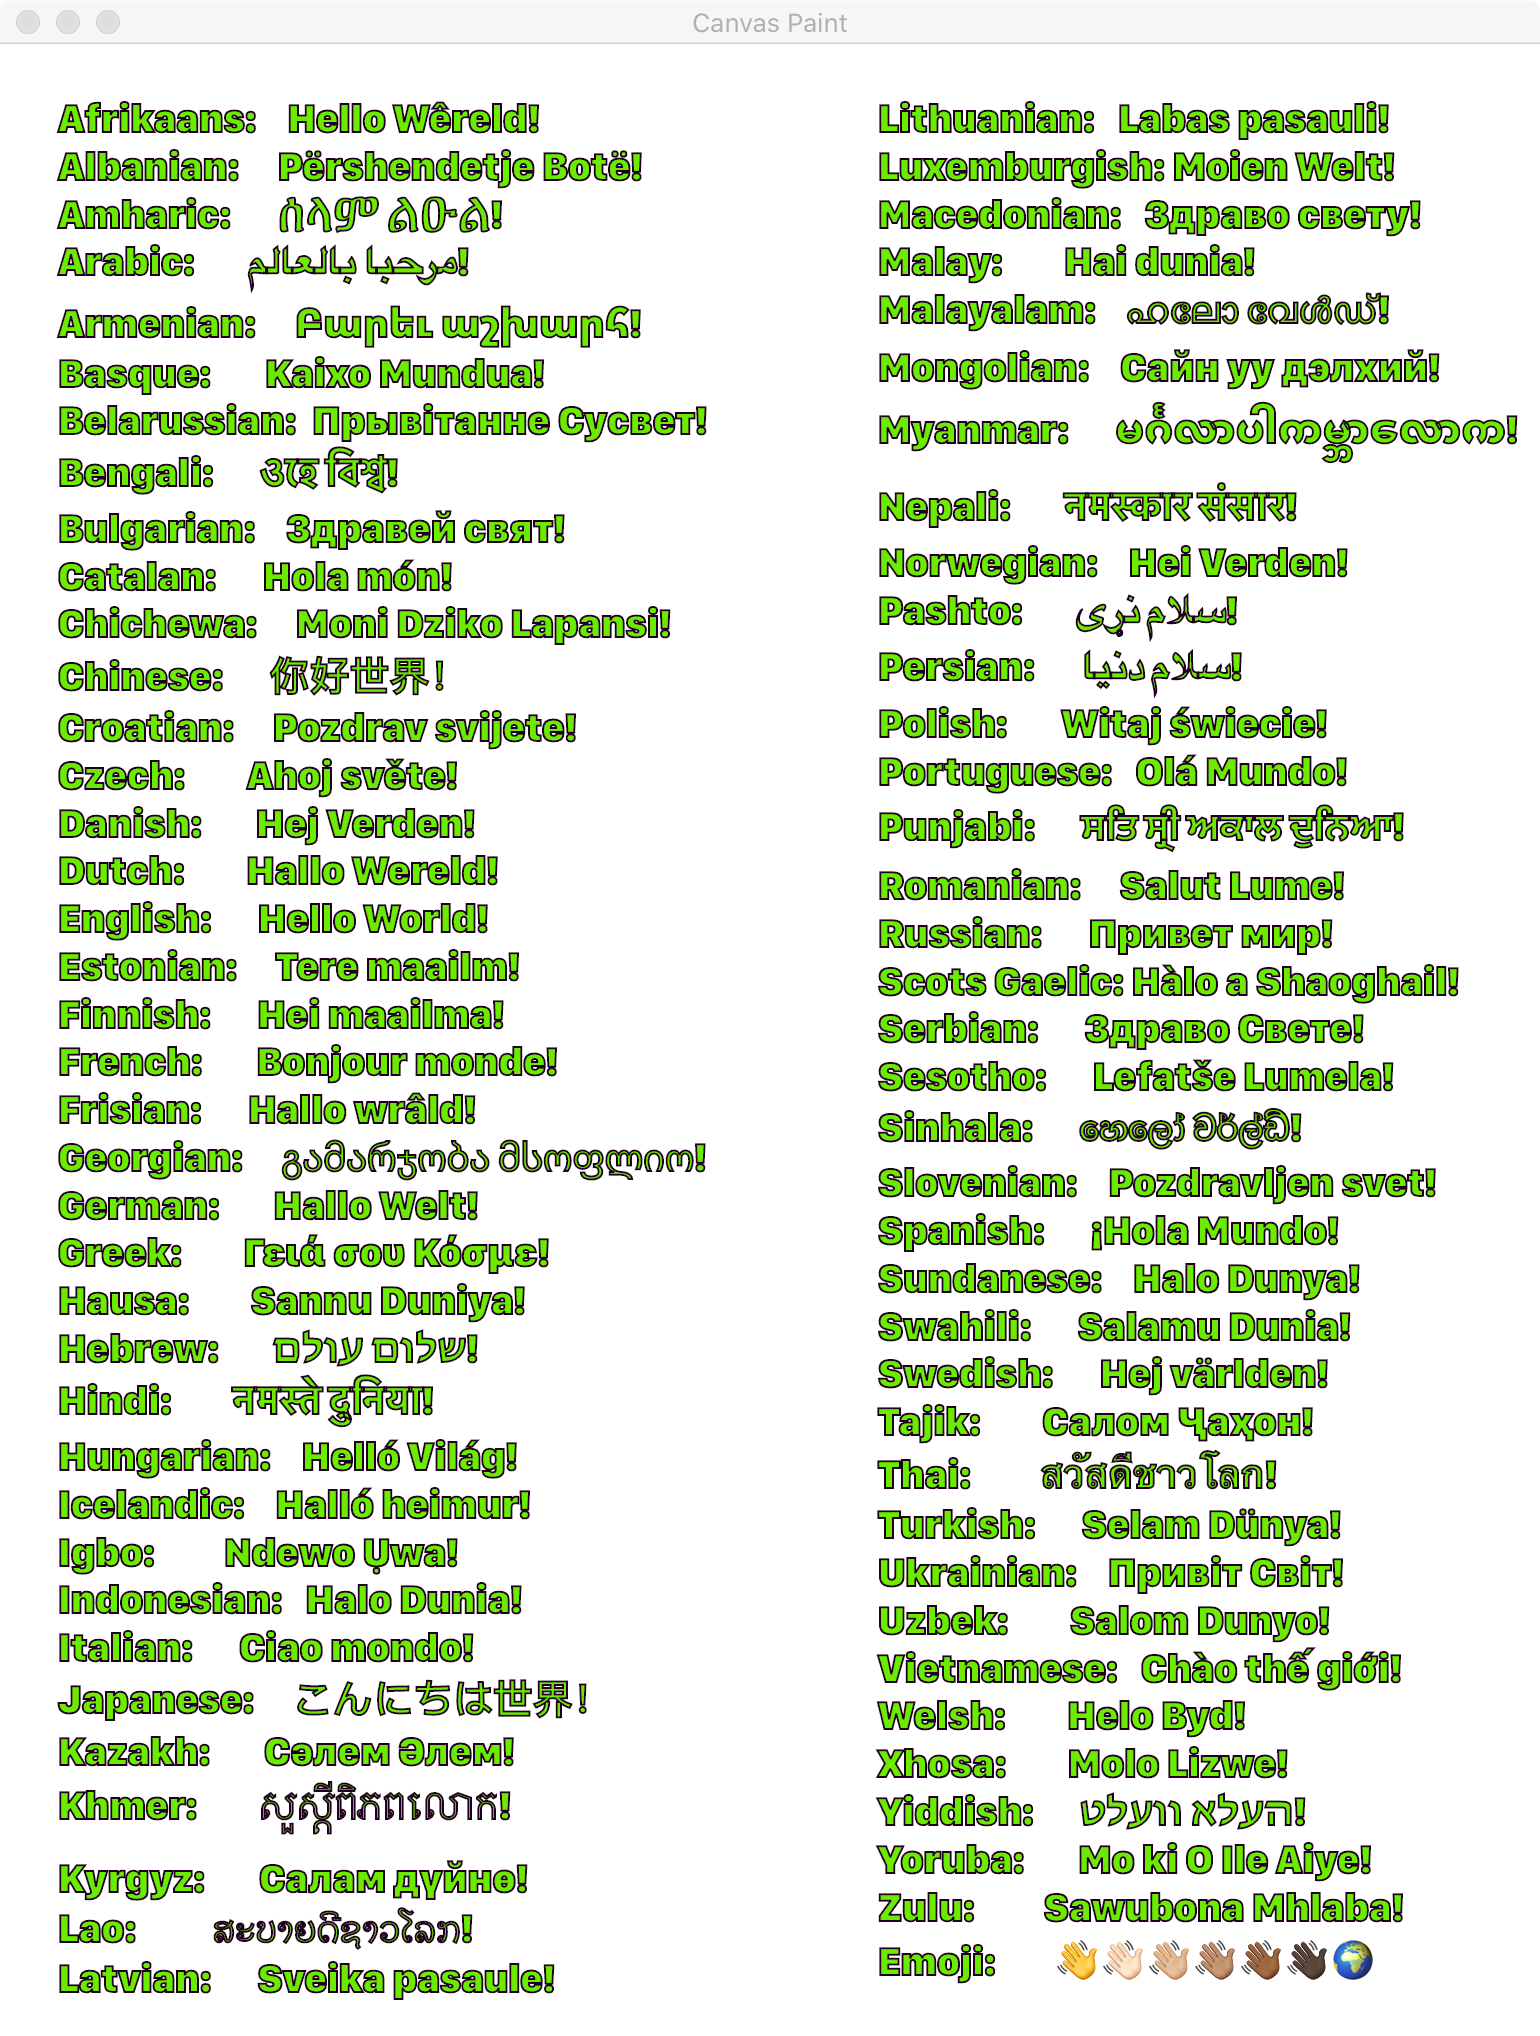 Canvas Paint
Afrikaans: Hello Wêreld!
Albanian: Përshendetje Botë!
Amharic: ሰላም ልዑል!
Arabic: مرحبا بالعالم!
Armenian: Բարեւ աշխարհ!
Basque: Kaixo Mundua!
Belarussian: Прывітанне Сусвет!
Bengali: ওহে বিশ্ব!
Bulgarian: Здравей свят!
Catalan: Hola món!
Chichewa: Moni Dziko Lapansi!
Chinese: 你好世界！
Croatian: Pozdrav svijete!
Czech: Ahoj světe!
Danish: Hej Verden!
Dutch: Hallo Wereld!
English: Hello World!
Estonian: Tere maailm!
Finnish: Hei maailma!
French: Bonjour monde!
Frisian: Hallo wrâld!
Georgian: გამარჯობა მსოფლიო!
German: Hallo Welt!
Greek: Γειά σου Κόσμε!
Hausa: Sannu Duniya!
Hebrew: שלום עולם!
Hindi: नमस्ते दुनिया!
Hungarian: Helló Világ!
Icelandic: Halló heimur!
Igbo: Ndewo Ụwa!
Indonesian: Halo Dunia!
Italian: Ciao mondo!
Japanese: こんにちは世界！
Kazakh: Сәлем Әлем!
Khmer: សួស្តីពិភពលោក!
Kyrgyz: Салам дүйнө!
Lao: ສະບາຍດີຊາວໂລກ!
Latvian: Sveika pasaule!
Lithuanian: Labas pasauli!
Luxemburgish: Moien Welt!
Macedonian: Здраво свету!
Malay: Hai dunia!
Malayalam: ഹലോ വേൾഡ്!
Mongolian: Сайн уу дэлхий!
Myanmar: မင်္ဂလာပါကမ္ဘာလောက!
Nepali: नमस्कार संसार!
Norwegian: Hei Verden!
Pashto: سلام نړی!
Persian: سلام دنیا!
Polish: Witaj świecie!
Portuguese: Olá Mundo!
Punjabi: ਸਤਿ ਸ੍ਰੀ ਅਕਾਲ ਦੁਨਿਆ!
Romanian: Salut Lume!
Russian: Привет мир!
Scots Gaelic: Hàlo a Shaoghail!
Serbian: Здраво Свете!
Sesotho: Lefatše Lumela!
Sinhala: හෙලෝ වර්ල්ඩ්!
Slovenian: Pozdravljen svet!
Spanish: ¡Hola Mundo!
Sundanese: Halo Dunya!
Swahili: Salamu Dunia!
Swedish: Hej världen!
Tajik: Салом Ҷаҳон!
Thai: สวัสดีชาวโลก!
Turkish: Selam Dünya!
Ukrainian: Привіт Світ!
Uzbek: Salom Dunyo!
Vietnamese: Chào thế giới!
Welsh: Helo Byd!
Xhosa: Molo Lizwe!
Yiddish: העלא וועלט!
Yoruba: Mo ki O Ile Aiye!
Zulu: Sawubona Mhlaba!
Emoji: 👋👋🏻👋🏼👋🏽👋🏾👋🏿🌍